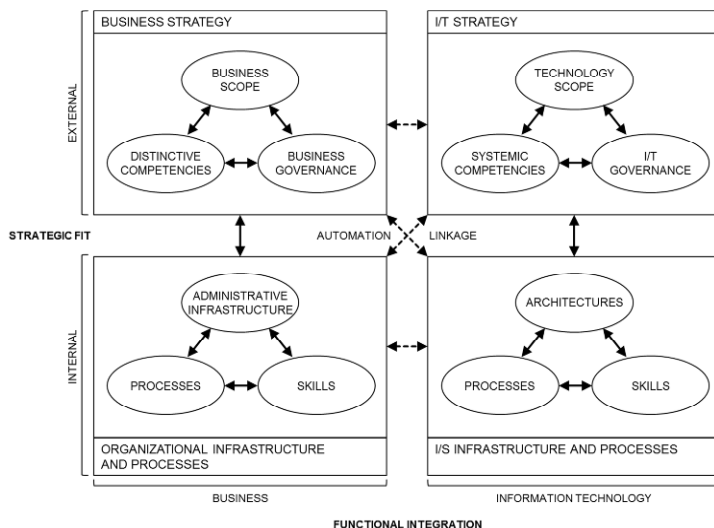 BUSINESS STRATEGY
I/T STRATEGY
BUSINESS
SCOPE
TECHNOLOGY
SCOPE
EXTERNAL
DISTINCTIVE
COMPETENCIES
BUSINESS
GOVERNANCE
SYSTEMIC
COMPETENCIES
I/T
GOVERNANCE
STRATEGIC FIT
AUTOMATION
LINKAGE
ADMINISTRATIVE
INFRASTRUCTURE
ARCHITECTURES
INTERNAL
PROCESSES
SKILLS
PROCESSES
SKILLS
ORGANIZATIONAL INFRASTRUCTURE
AND PROCESSES
I/S INFRASTRUCTURE AND PROCESSES
BUSINESS
INFORMATION TECHNOLOGY
FUNCTIONAL INTEGRATION